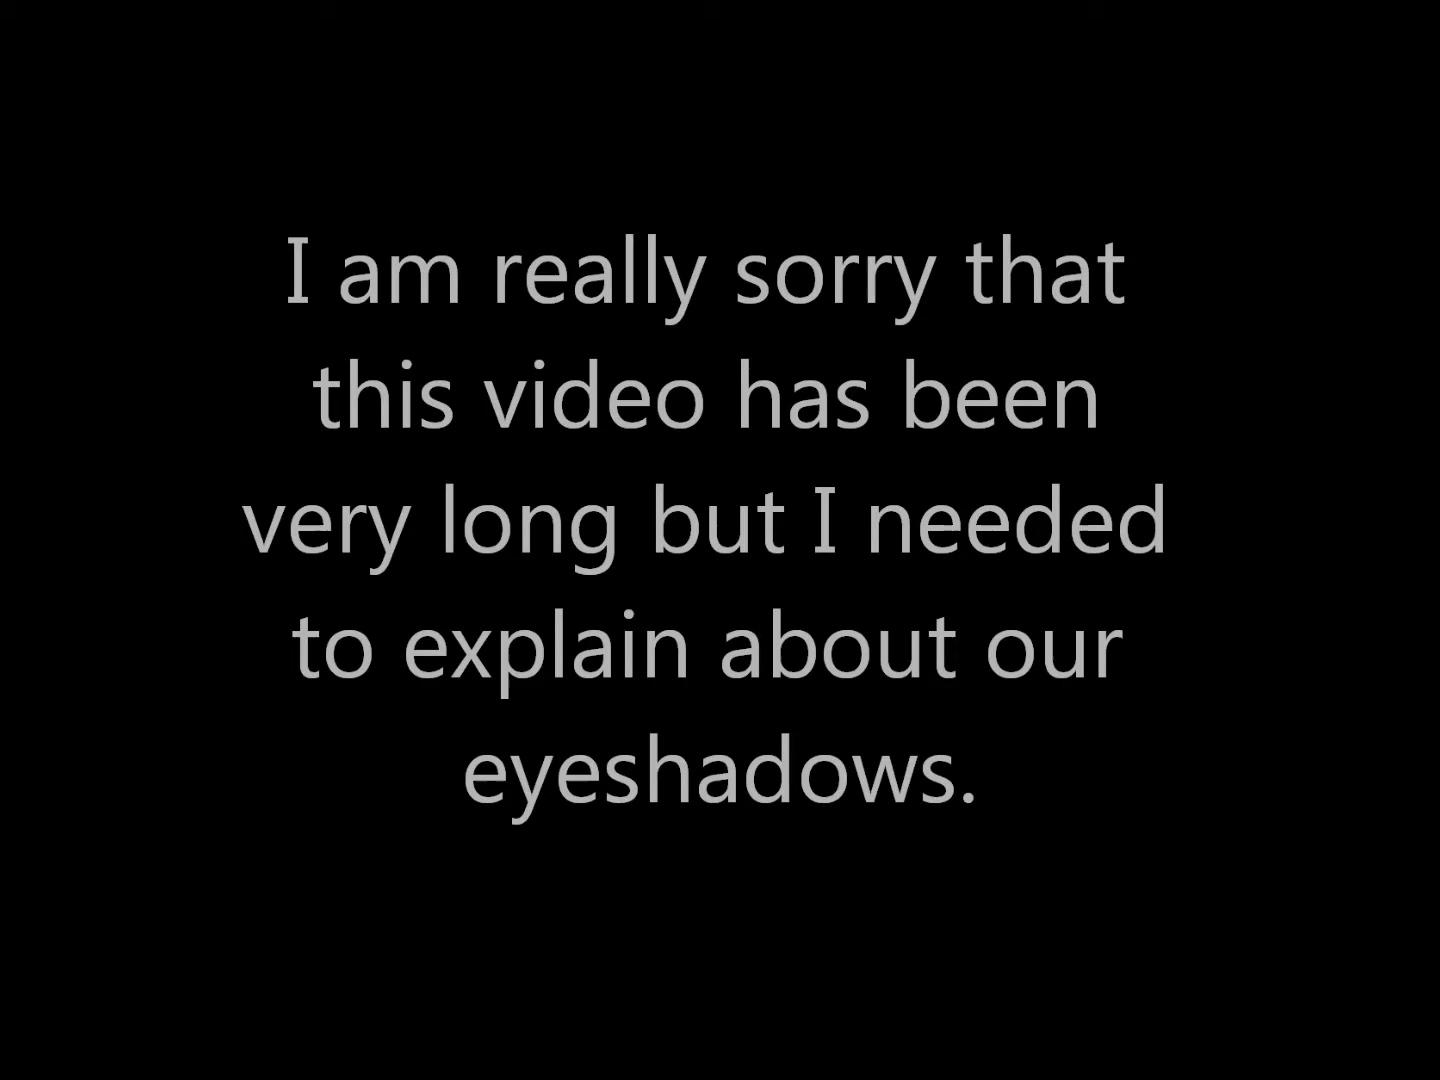 I am really sorry that
this video has been
very long but I needed
to explain about our
eyeshadows.